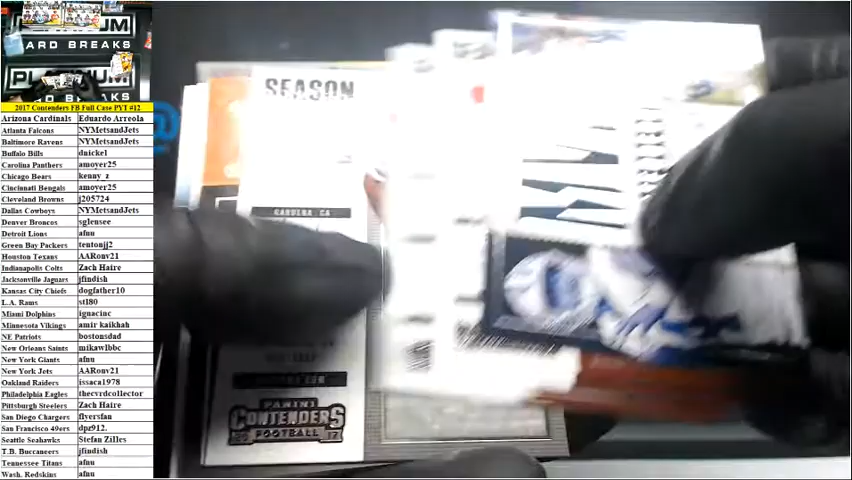 PLATINUM
CARD BREAKS
PLATINUM
CARD BREAKS
2017 Contenders FB Full Case PYT #12
Arizona Cardinals Eduardo Arreola
Atlanta Falcons NYMetsandJets
Baltimore Ravens NYMetsandJets
Buffalo Bills dnickel
Carolina Panthers amoyer25
Chicago Bears kenny_z
Cincinnati Bengals amoyer25
Cleveland Browns j205724
Dallas Cowboys NYMetsandJets
Denver Broncos sglensee
Detroit Lions afnu
Green Bay Packers tentonjj2
Houston Texans AARonv21
Indianapolis Colts Zach Haire
Jacksonville Jaguars jfindish
Kansas City Chiefs dogfather10
L.A. Rams stl80
Miami Dolphins ignacinc
Minnesota Vikings amir kaikhah
NE Patriots bostonsdad
New Orleans Saints mikaw1bbc
New York Giants afnu
New York Jets AARonv21
Oakland Raiders issaca1978
Philadelphia Eagles thecvrdcollector
Pittsburgh Steelers Zach Haire
San Diego Chargers flyersfan
San Francisco 49ers dpz912.
Seattle Seahawks Stefan Zilles
T.B. Buccaneers jfindish
Tennessee Titans afnu
Wash. Redskins afnu
SEASON
GARDENA, CA
PANINI
CONTENDERS
20 FOOTBALL 17